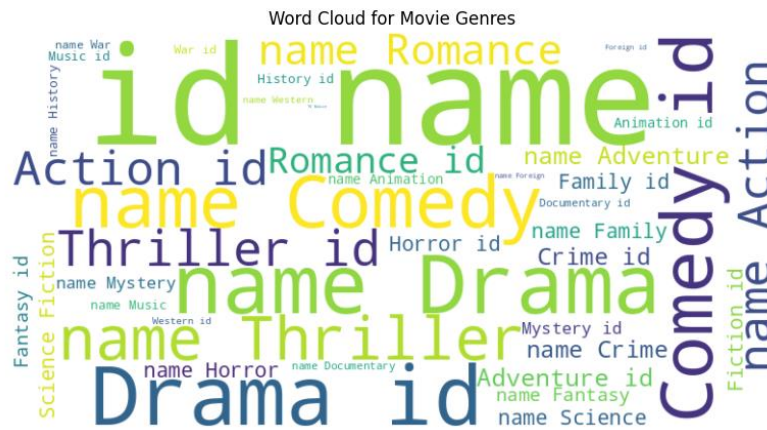 Word Cloud for Movie Genres
name War
War id
name Romance
Foreign id
Music id
id name
History id
name History
name Western
Animation id
Comedy id
name Action
Action id
Romance id
name Adventure
name Animation
name Foreign
Family id
name Comedy
Documentary id
name Family
Thriller id
Horror id
Crime id
Fantasy id
Science Fiction
name Mystery
name Drama
Fiction id
name Music
Western id
name Thriller
Mystery id
name Crime
name Horror
name Documentary
Adventure id
Drama id
name Fantasy
name Science